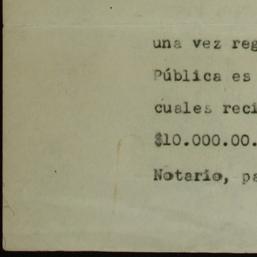 una vez reg
Pública es
cuales reci
$10.000.00.
Notario, pa